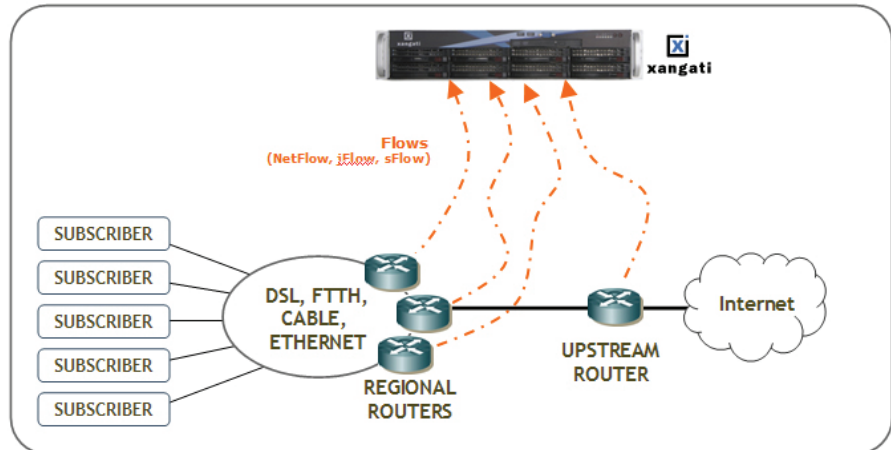 xangati
Flows
(NetFlow, jFlow, sFlow)
SUBSCRIBER
SUBSCRIBER
SUBSCRIBER
SUBSCRIBER
SUBSCRIBER
DSL, FTTH,
CABLE,
ETHERNET
REGIONAL
ROUTERS
UPSTREAM
ROUTER
Internet